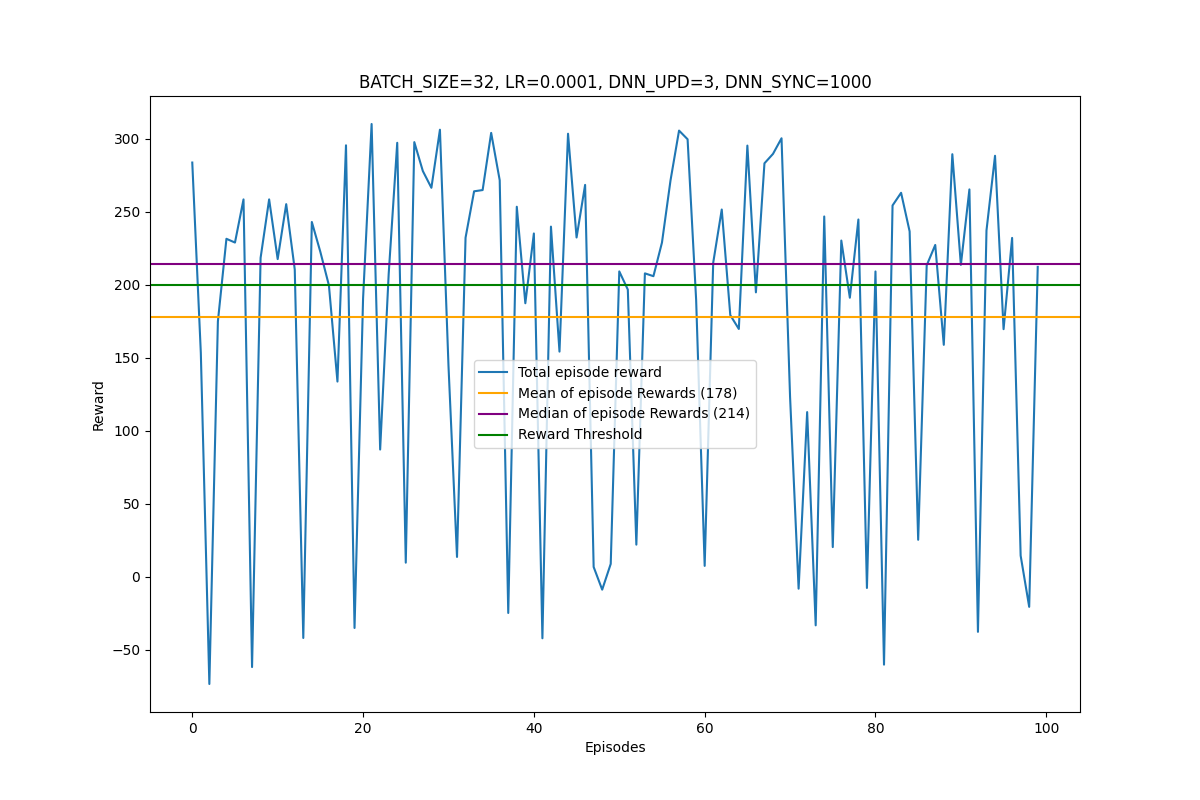 BATCH_SIZE=32, LR=0.0001, DNN_UPD=3, DNN_SYNC=1000
300
250
200
150
100
50
0
−50
Reward
Total episode reward
Mean of episode Rewards (178)
Median of episode Rewards (214)
Reward Threshold
0 20 40 60 80 100
Episodes